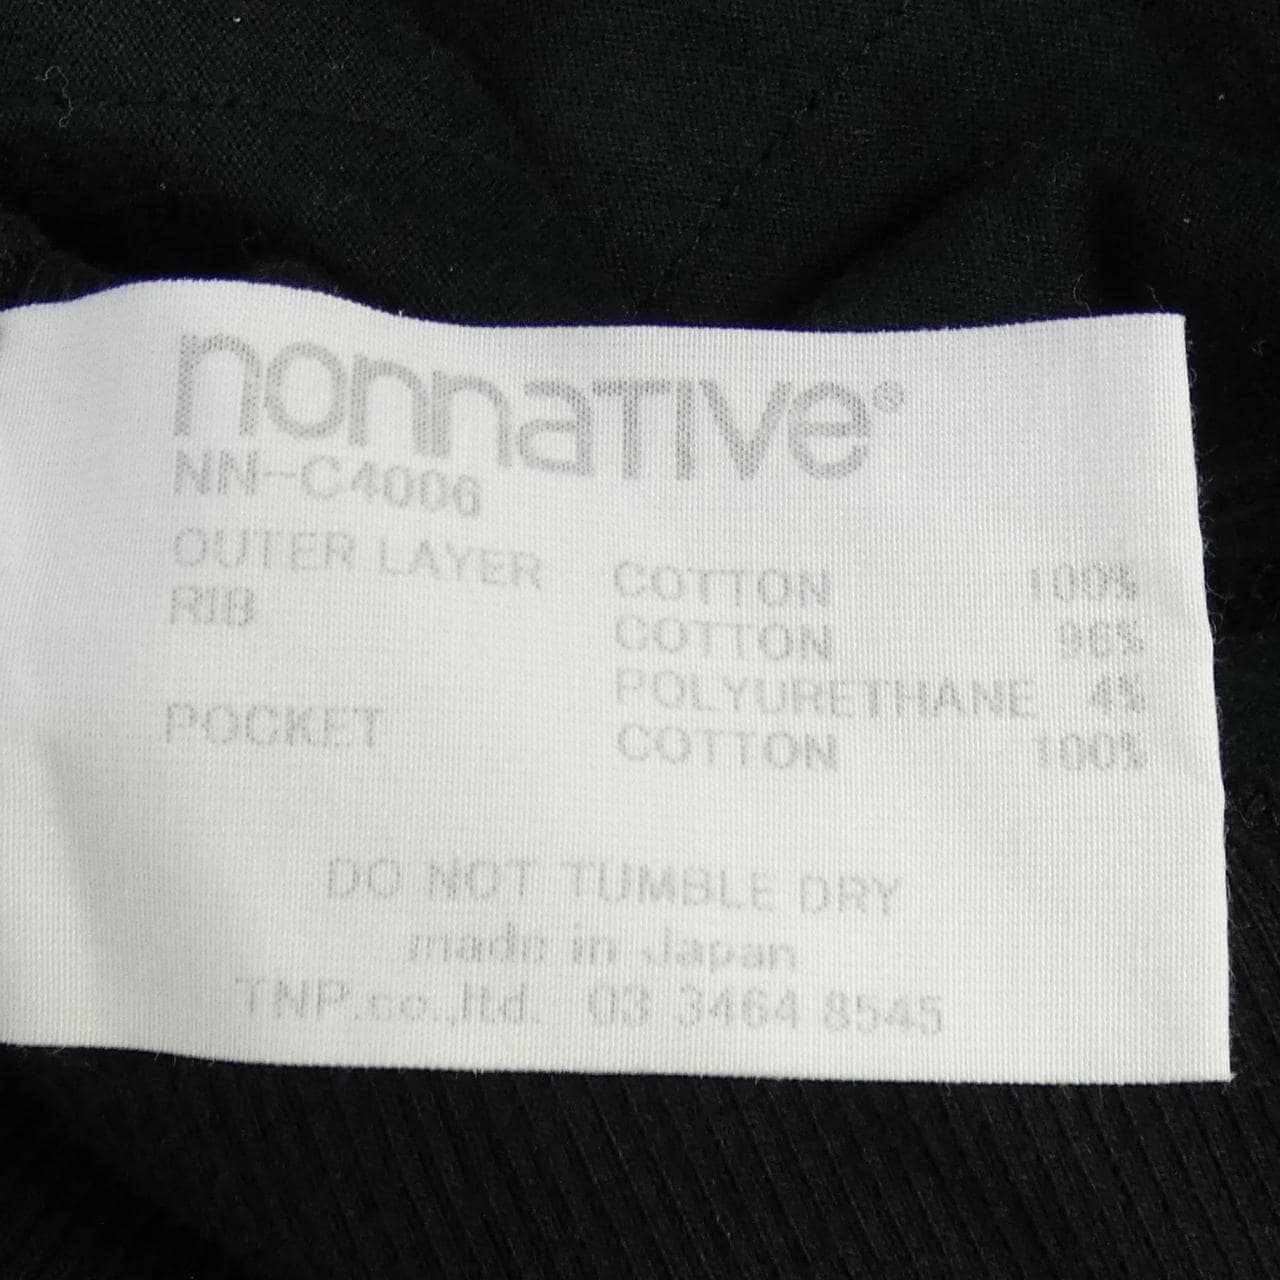 nonnaTIVe®
NN-C4006
OUTER LAYER COTTON 100%
RIB COTTON 96%
POLYURETHANE 4%
POCKET COTTON 100%
DO NOT TUMBLE DRY
made in Japan
TNP.co.,ltd. 03 3464 8545